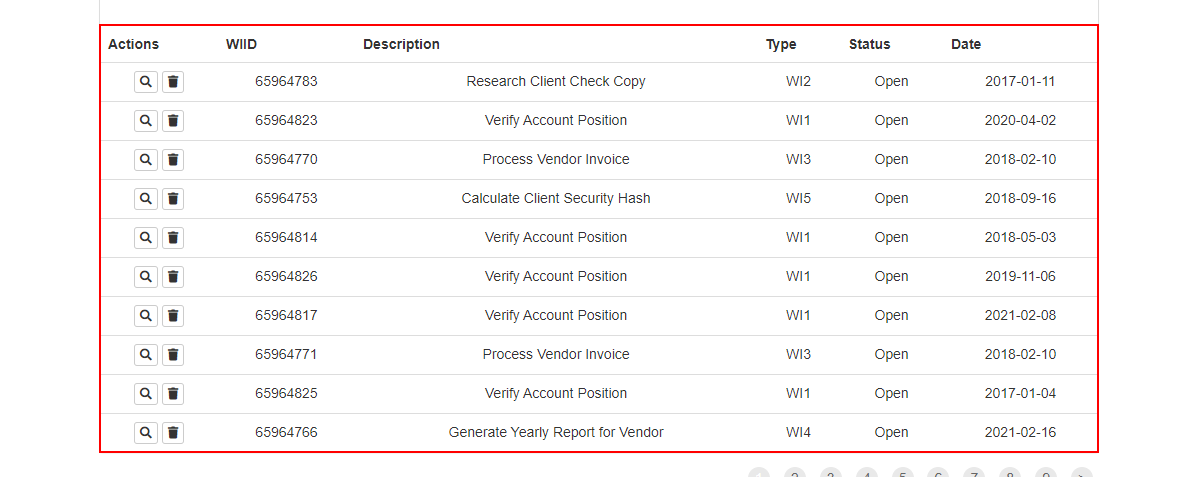 Actions WIID Description Type Status Date
65964783 Research Client Check Copy WI2 Open 2017-01-11
65964823 Verify Account Position WI1 Open 2020-04-02
65964770 Process Vendor Invoice WI3 Open 2018-02-10
65964753 Calculate Client Security Hash WI5 Open 2018-09-16
65964814 Verify Account Position WI1 Open 2018-05-03
65964826 Verify Account Position WI1 Open 2019-11-06
65964817 Verify Account Position WI1 Open 2021-02-08
65964771 Process Vendor Invoice WI3 Open 2018-02-10
65964825 Verify Account Position WI1 Open 2017-01-04
65964766 Generate Yearly Report for Vendor WI4 Open 2021-02-16
1 2 3 4 5 6 7 8 9 >